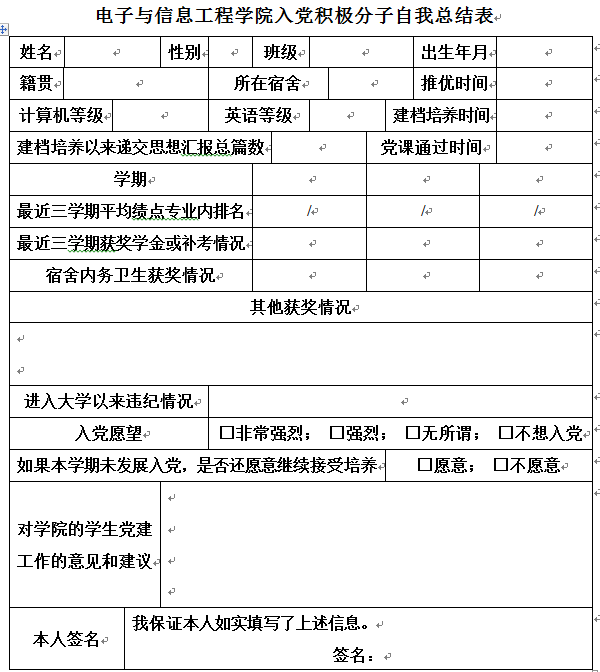 电子与信息工程学院入党积极分子自我总结表
姓名 性别 班级 出生年月
籍贯 所在宿舍 推优时间
计算机等级 英语等级 建档培养时间
建档培养以来递交思想汇报总篇数 党课通过时间
学期
最近三学期平均绩点专业内排名 / / /
最近三学期获奖学金或补考情况
宿舍内务卫生获奖情况
其他获奖情况
进入大学以来违纪情况
入党愿望 □非常强烈； □强烈； □无所谓； □不想入党
如果本学期未发展入党，是否还愿意继续接受培养 □愿意； □不愿意
对学院的学生党建
工作的意见和建议
本人签名 我保证本人如实填写了上述信息。
签名：